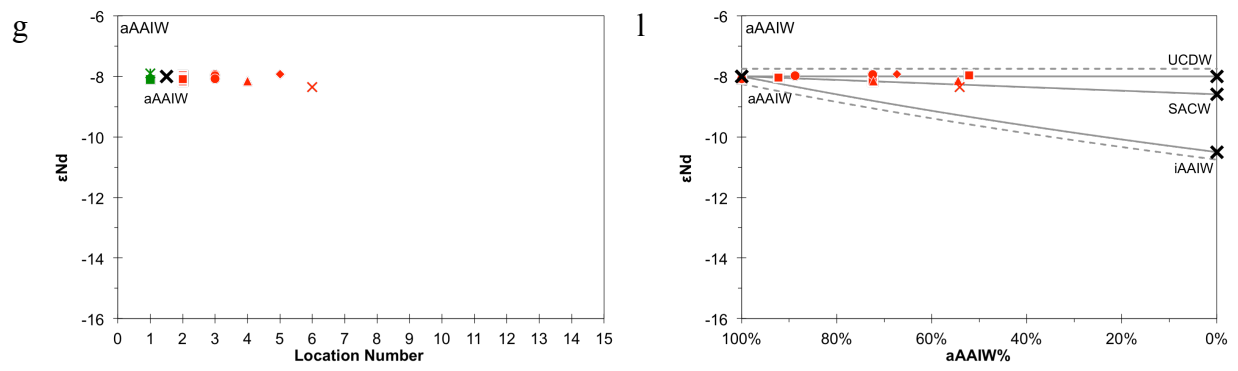 g
aAAIW
-6
-8
-10
-12
-14
-16
εNd
aAAIW
0 1 2 3 4 5 6 7 8 9 10 11 12 13 14 15
Location Number
l
aAAIW
-6
-8
-10
-12
-14
-16
εNd
aAAIW
UCDW
SACW
iAAIW
100% 80% 60% 40% 20% 0%
aAAIW%